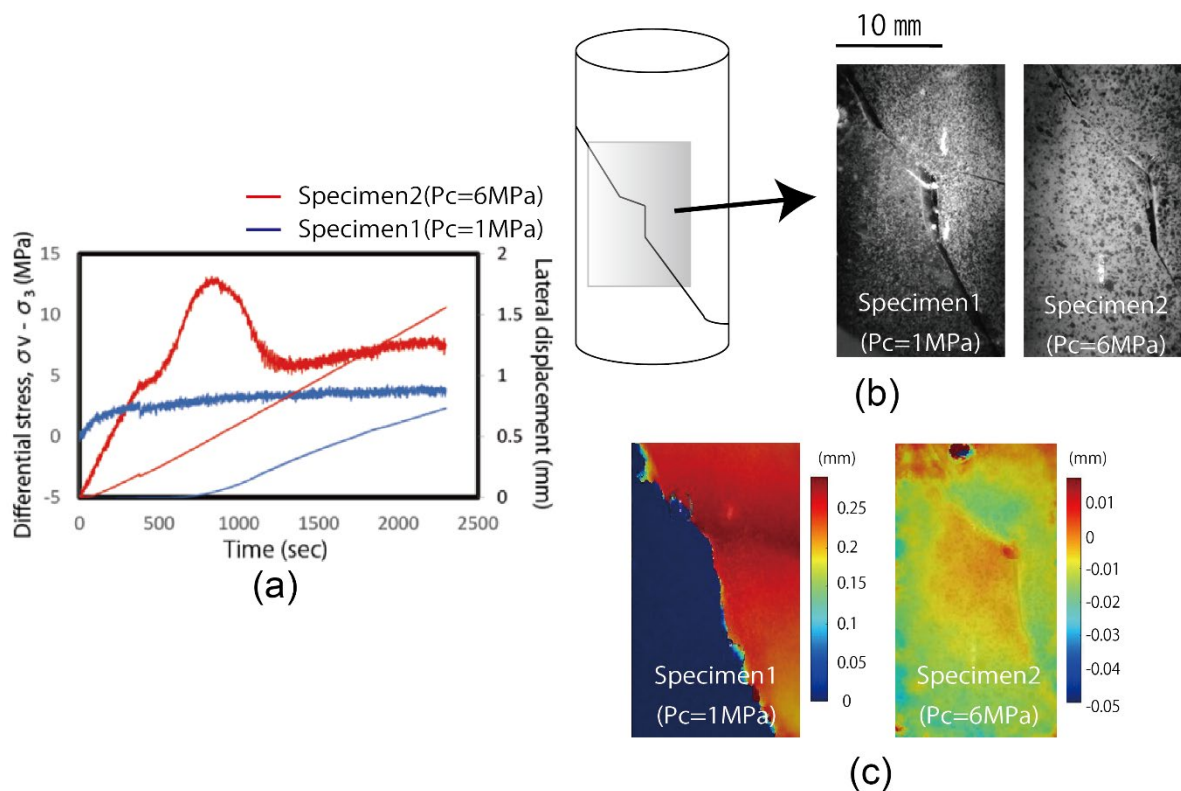 10 mm
Specimen2(Pc=6MPa)
Specimen1(Pc=1MPa)
Differential stress, σv - σ3 (MPa)
15
10
5
0
-5
2
1.5
1
0.5
0
Lateral displacement (mm)
0
500
1000
1500
2000
2500
Time (sec)
(a)
Specimen1
(Pc=1MPa)
Specimen2
(Pc=6MPa)
(b)
(mm)
0.25
0.2
0.15
0.1
0.05
0
Specimen1
(Pc=1MPa)
(mm)
0.01
0
-0.01
-0.02
-0.03
-0.04
-0.05
Specimen2
(Pc=6MPa)
(c)